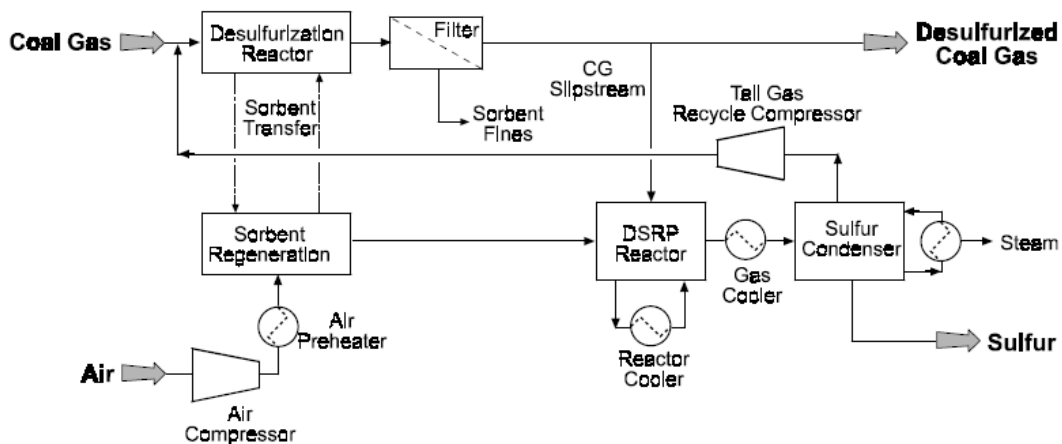 Coal Gas
Desulfurization
Reactor
Filter
Desulfurized
Coal Gas
CG
Slipstream
Tail Gas
Recycle Compressor
Sorbent
Transfer
Sorbent
Fines
Sorbent
Regeneration
DSRP
Reactor
Sulfur
Condenser
Steam
Gas
Cooler
Air
Preheater
Reactor
Cooler
Sulfur
Air
Air
Compressor